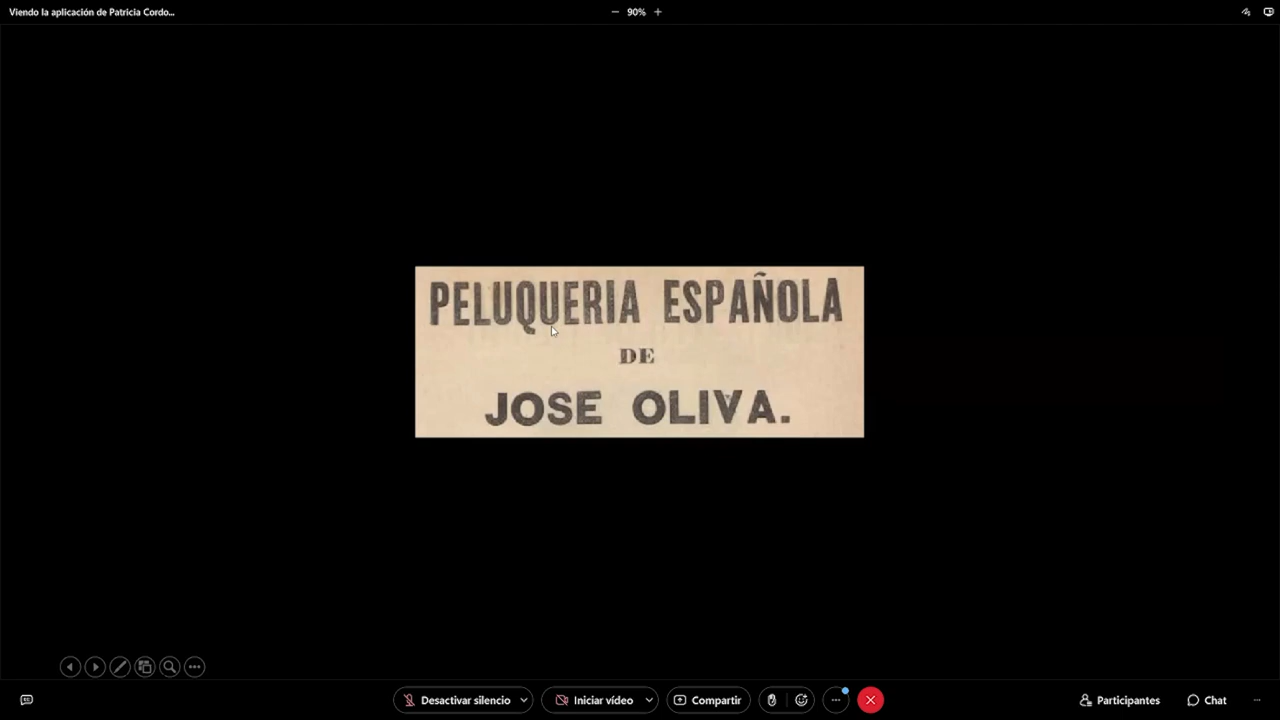 Viendo la aplicación de Patricia Cordo...
90%
PELUQUERIA ESPAÑOLA
DE
JOSE OLIVA.
Desactivar silencio
Iniciar vídeo
Compartir
Participantes
Chat